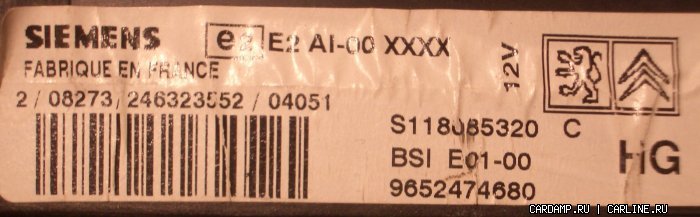 SIEMENS e2 E2 AI-00 XXXX 12V
FABRIQUE EN FRANCE
2 / 08273/246323552 / 04051
S118085320 C
BSI E01-00 HG
9652474680
CARDAMP.RU | CARLINE.RU